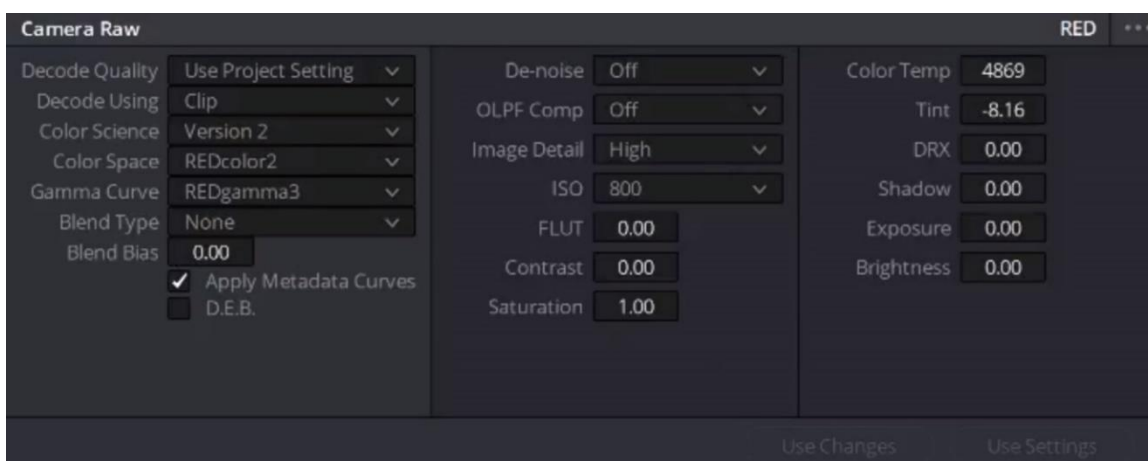 Camera Raw RED
Decode Quality Use Project Setting
Decode Using Clip
Color Science Version 2
Color Space REDcolor2
Gamma Curve REDgamma3
Blend Type None
Blend Bias 0.00
Apply Metadata Curves
D.E.B.
De-noise Off
OLPF Comp Off
Image Detail High
ISO 800
FLUT 0.00
Contrast 0.00
Saturation 1.00
Color Temp 4869
Tint -8.16
DRX 0.00
Shadow 0.00
Exposure 0.00
Brightness 0.00
Use Changes Use Settings